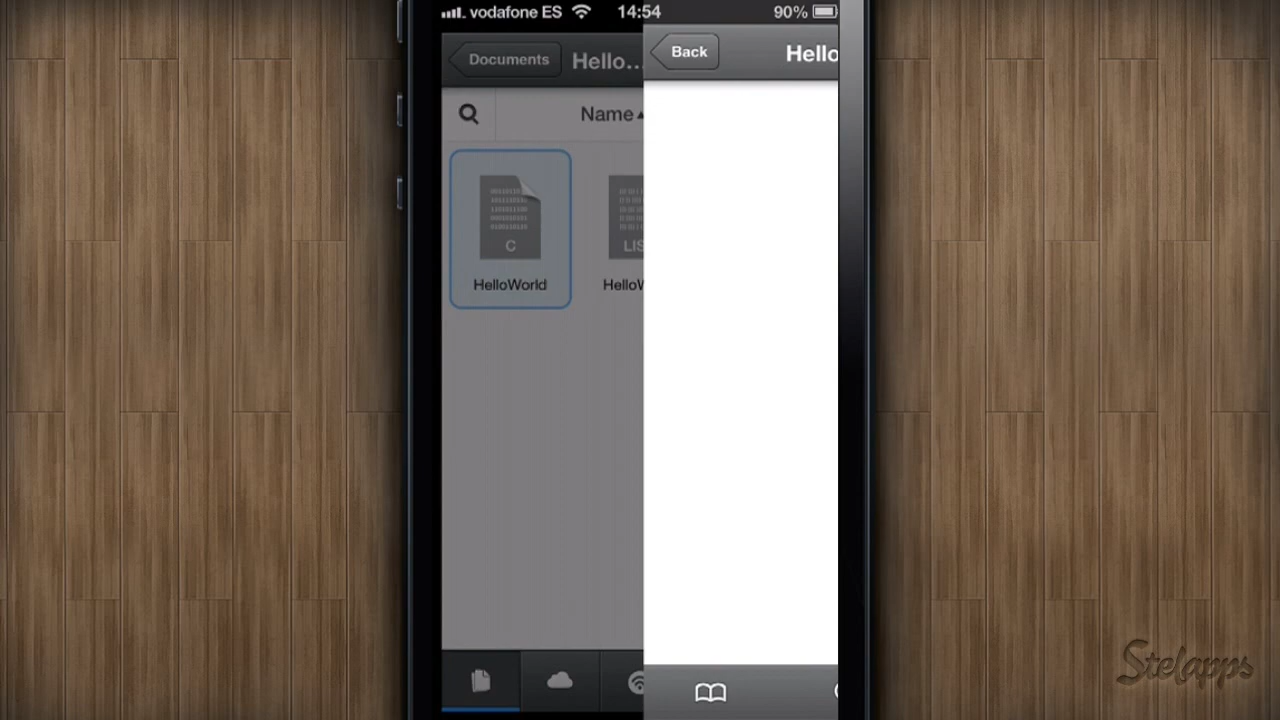 vodafone ES 14:54 90%
Documents Hello...
Back Hello
Name
C
LIS
HelloWorld HelloW
Stelapps